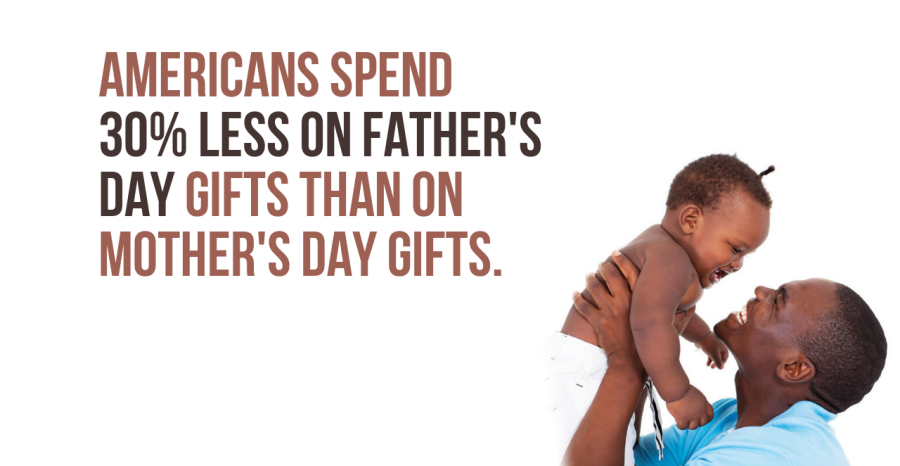 AMERICANS SPEND
30% LESS ON FATHER'S
DAY GIFTS THAN ON
MOTHER'S DAY GIFTS.